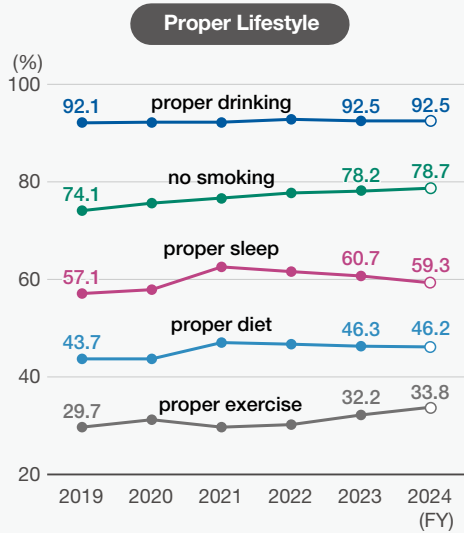 Proper Lifestyle
(%)
100
92.1
proper drinking
92.5
92.5
80
74.1
no smoking
78.2
78.7
60
57.1
proper sleep
60.7
59.3
43.7
proper diet
46.3
46.2
40
29.7
proper exercise
32.2
33.8
20
2019 2020 2021 2022 2023 2024
(FY)